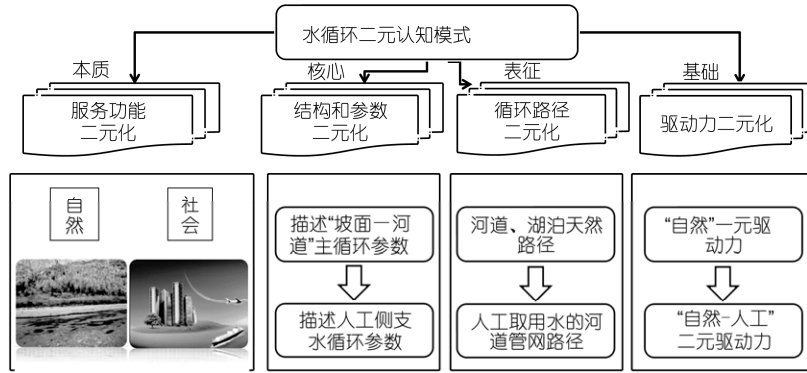 水循环二元认知模式
本质
核心
表征
基础
服务功能
二元化
结构和参数
二元化
循环路径
二元化
驱动力二元化
自
然
社
会
描述“坡面－河
道”主循环参数
描述人工侧支
水循环参数
河道、湖泊天然
路径
人工取用水的河
道管网路径
“自然”一元驱
动力
“自然-人工”
二元驱动力